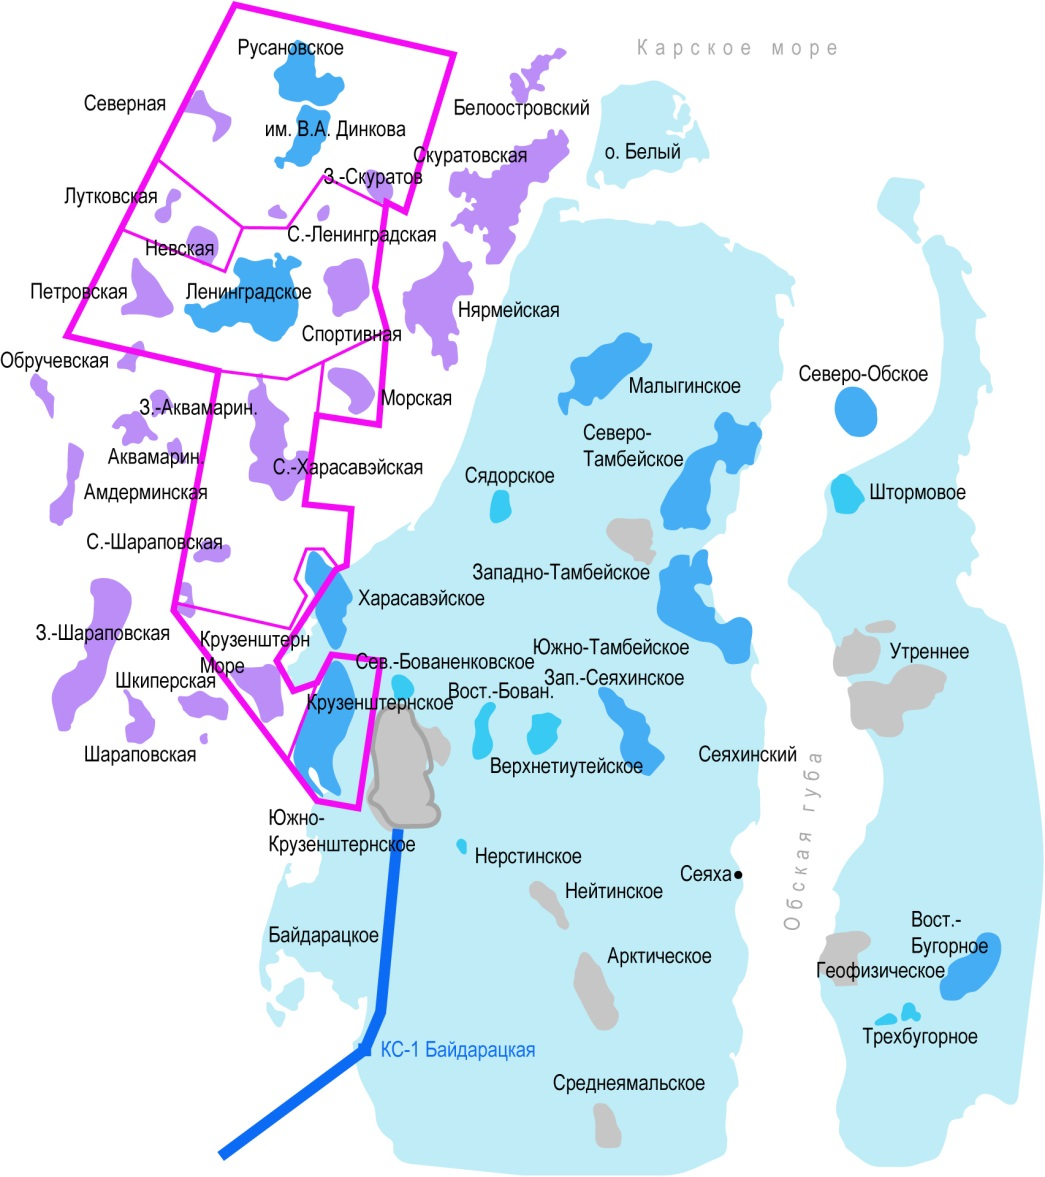 Русановское
Карское море
Северная
Белоостровский
им. В.А. Динкова
о. Белый
Скуратовская
З.-Скуратов
Лутковская
С.-Ленинградская
Невская
Петровская
Ленинградское
Нярмейская
Спортивная
Обручевская
Северо-Обское
Малыгинское
Морская
З.-Аквамарин.
Северо-
Тамбейское
Аквамарин.
С.-Харасавэйская
Сядорское
Амдерминская
Штормовое
С.-Шараповская
Западно-Тамбейское
Харасавэйское
З.-Шараповская
Крузенштерн
Море
Южно-Тамбейское
Утреннее
Сев.-Бованенковское
Шкиперская
Зап.-Сеяхинское
Вост.-Бован.
Крузенштернское
Шараповская
Верхнетиутейское
Сеяхинский
Обская губа
Южно-
Крузенштернское
Нерстинское
Сеяха
Нейтинское
Байдарацкое
Вост.-
Бугорное
Арктическое
Геофизическое
Трехбугорное
КС-1 Байдарацкая
Среднеямальское